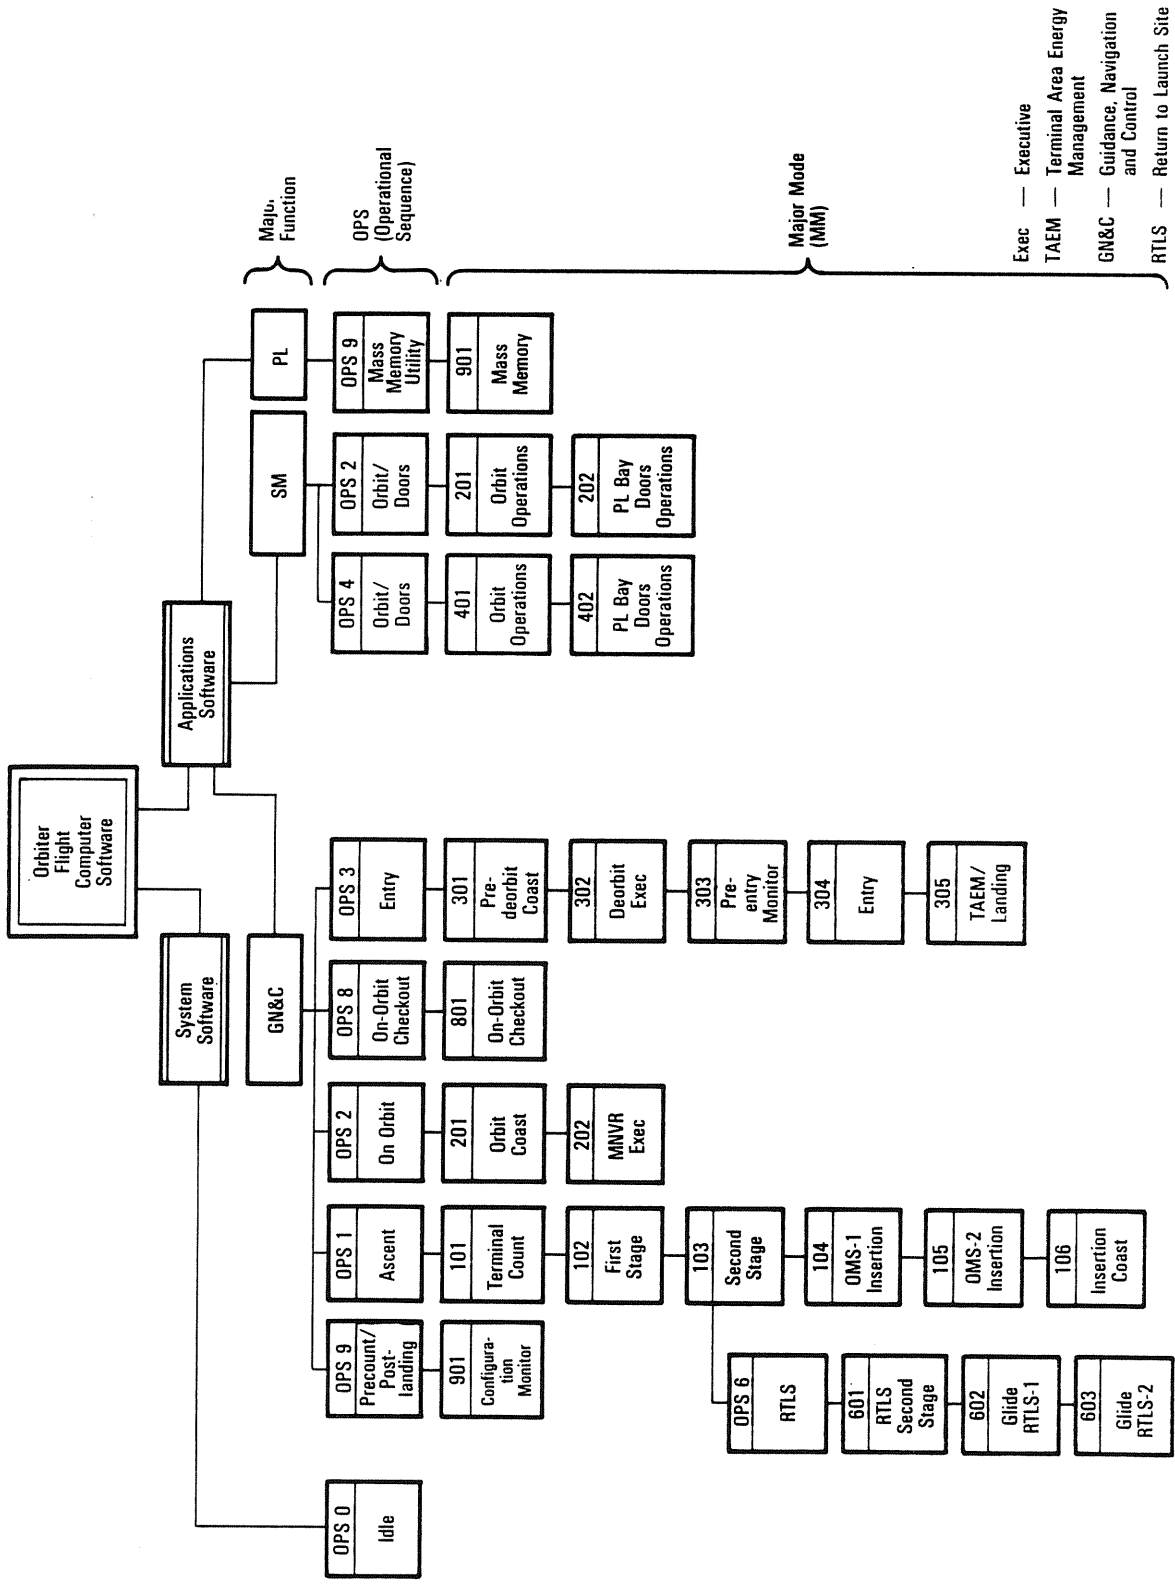 Orbiter
Flight
Computer
Software
System
Software
Applications
Software
GN&C
SM
PL
Function
OPS
(Operational
Sequence)
OPS 0
Idle
OPS 9
Precount/
Post-
landing
901
Configura-
tion
Monitor
OPS 1
Ascent
101
Terminal
Count
102
First
Stage
103
Second
Stage
104
OMS-1
Insertion
105
OMS-2
Insertion
106
Insertion
Coast
OPS 6
RTLS
601
RTLS
Second
Stage
602
Glide
RTLS-1
603
Glide
RTLS-2
OPS 2
On Orbit
201
Orbit
Coast
202
MNVR
Exec
OPS 8
On-Orbit
Checkout
801
On-Orbit
Checkout
OPS 3
Entry
301
Pre-
deorbit
Coast
302
Deorbit
Exec
303
Pre-
entry
Monitor
304
Entry
305
TAEM/
Landing
OPS 4
Orbit/
Doors
401
Orbit
Operations
402
PL Bay
Doors
Operations
OPS 2
Orbit/
Doors
201
Orbit
Operations
202
PL Bay
Doors
Operations
OPS 9
Mass
Memory
Utility
901
Mass
Memory
Major Mode
(MM)
Exec — Executive
TAEM — Terminal Area Energy
Management
GN&C — Guidance, Navigation
and Control
RTLS — Return to Launch Site